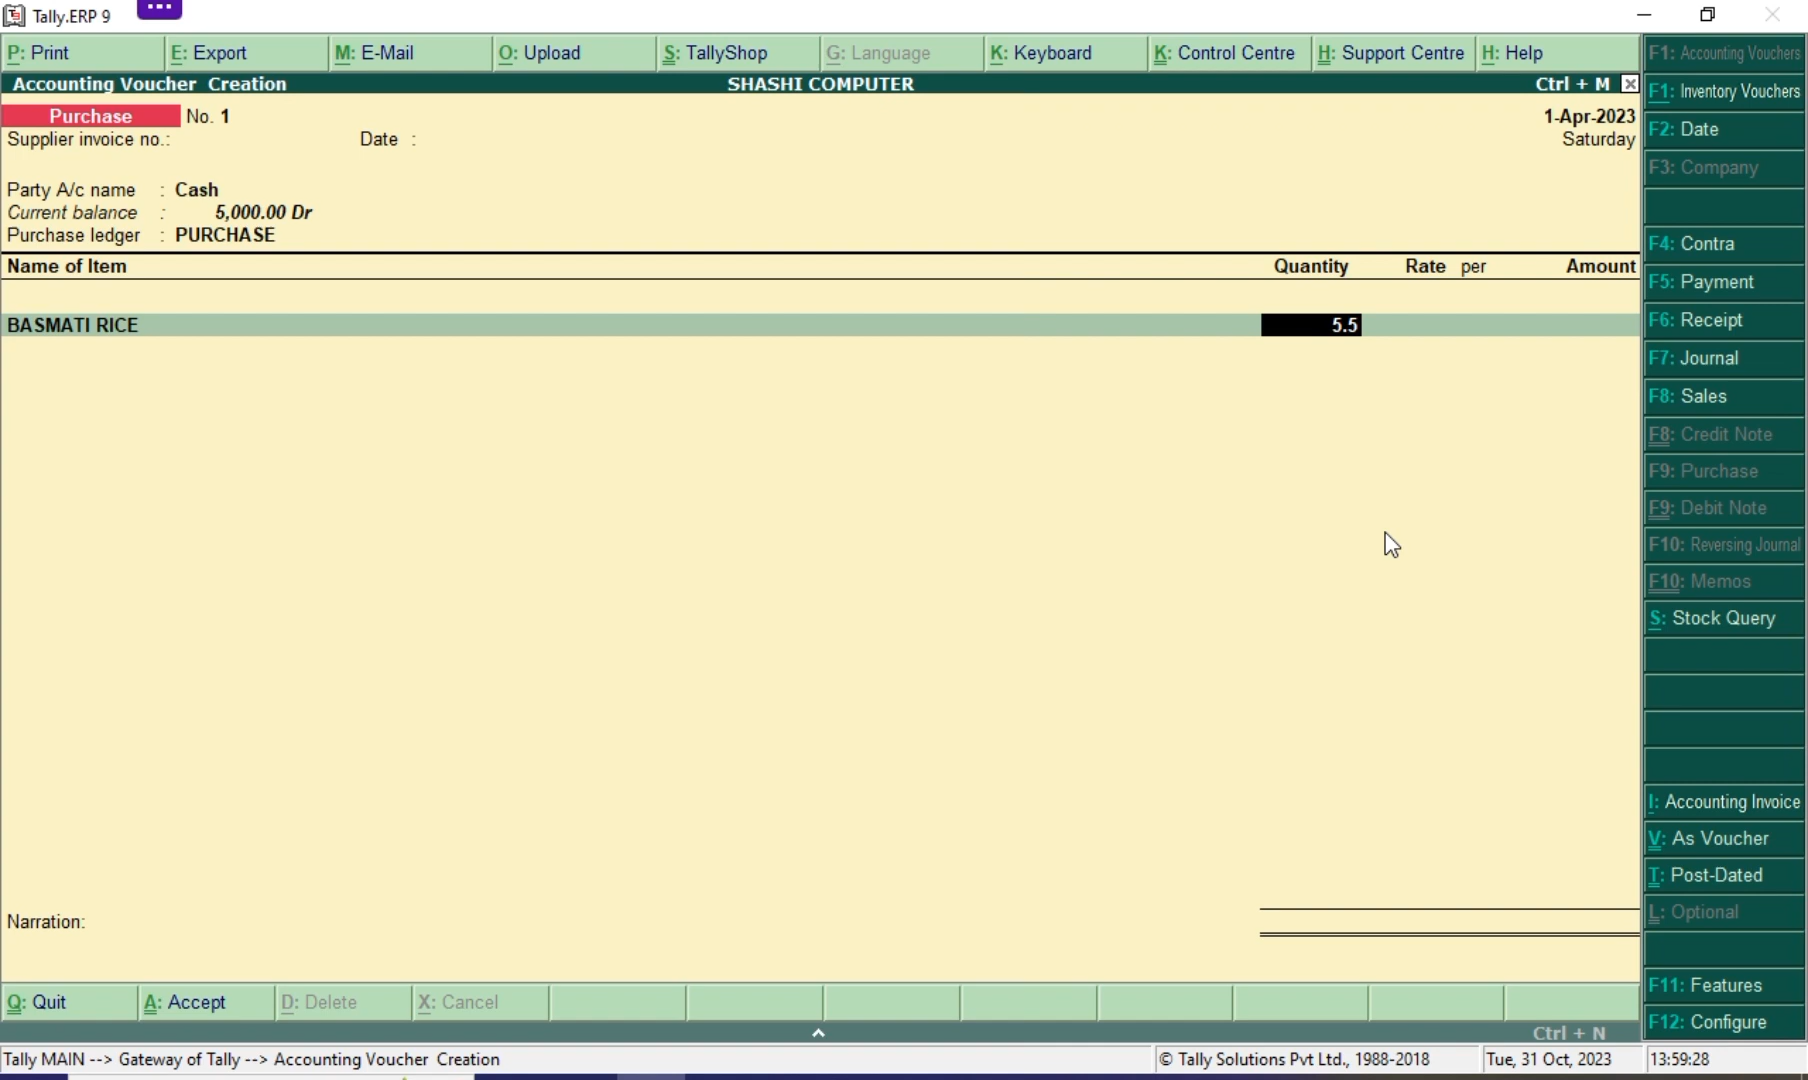 Tally.ERP 9
P: Print E: Export M: E-Mail O: Upload S: TallyShop G: Language K: Keyboard K: Control Centre H: Support Centre H: Help
Accounting Voucher Creation SHASHI COMPUTER Ctrl + M
Purchase No. 1 1-Apr-2023
Supplier invoice no.: Date : Saturday
Party A/c name : Cash
Current balance : 5,000.00 Dr
Purchase ledger : PURCHASE
Name of Item Quantity Rate per Amount
BASMATI RICE 5.5
Narration:
Q: Quit A: Accept D: Delete X: Cancel
Ctrl + N
F1: Accounting Vouchers
F1: Inventory Vouchers
F2: Date
F3: Company
F4: Contra
F5: Payment
F6: Receipt
F7: Journal
F8: Sales
F8: Credit Note
F9: Purchase
F9: Debit Note
F10: Reversing Journal
F10: Memos
S: Stock Query
I: Accounting Invoice
V: As Voucher
T: Post-Dated
L: Optional
F11: Features
F12: Configure
Tally MAIN --> Gateway of Tally --> Accounting Voucher Creation © Tally Solutions Pvt Ltd., 1988-2018 Tue, 31 Oct, 2023 13:59:28